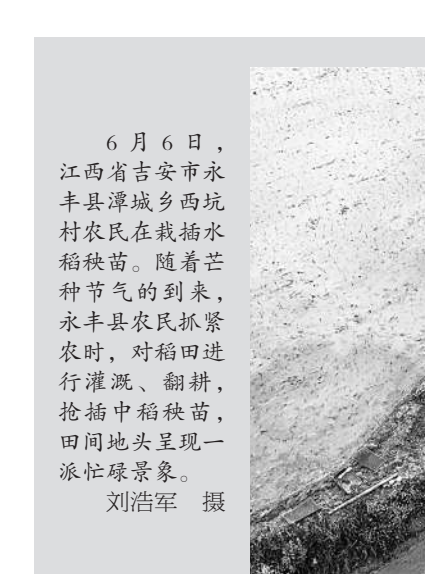 6月6日，
江西省吉安市永
丰县潭城乡西坑
村农民在栽插水
稻秧苗。随着芒
种节气的到来，
永丰县农民抓紧
农时，对稻田进
行灌溉、翻耕，
抢插中稻秧苗，
田间地头呈现一
派忙碌景象。
刘浩军 摄